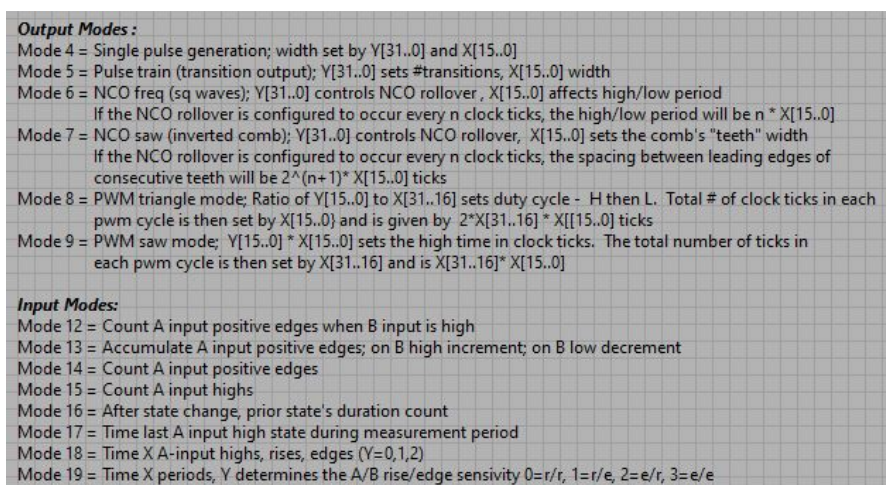 Output Modes :
Mode 4 = Single pulse generation; width set by Y[31..0] and X[15..0]
Mode 5 = Pulse train (transition output); Y[31..0] sets #transitions, X[15..0] width
Mode 6 = NCO freq (sq waves); Y[31..0] controls NCO rollover , X[15..0] affects high/low period
If the NCO rollover is configured to occur every n clock ticks, the high/low period will be n * X[15..0]
Mode 7 = NCO saw (inverted comb); Y[31..0] controls NCO rollover, X[15..0] sets the comb's "teeth" width
If the NCO rollover is configured to occur every n clock ticks, the spacing between leading edges of
consecutive teeth will be 2^(n+1)* X[15..0] ticks
Mode 8 = PWM triangle mode; Ratio of Y[15..0] to X[31..16] sets duty cycle - H then L. Total # of clock ticks in each
pwm cycle is then set by X[15..0} and is given by 2*X[31..16] * X[[15..0] ticks
Mode 9 = PWM saw mode; Y[15..0] * X[15..0] sets the high time in clock ticks. The total number of ticks in
each pwm cycle is then set by X[31..16] and is X[31..16]* X[15..0]
Input Modes:
Mode 12 = Count A input positive edges when B input is high
Mode 13 = Accumulate A input positive edges; on B high increment; on B low decrement
Mode 14 = Count A input positive edges
Mode 15 = Count A input highs
Mode 16 = After state change, prior state's duration count
Mode 17 = Time last A input high state during measurement period
Mode 18 = Time X A-input highs, rises, edges (Y=0,1,2)
Mode 19 = Time X periods, Y determines the A/B rise/edge sensivity 0=r/r, 1=r/e, 2=e/r, 3=e/e